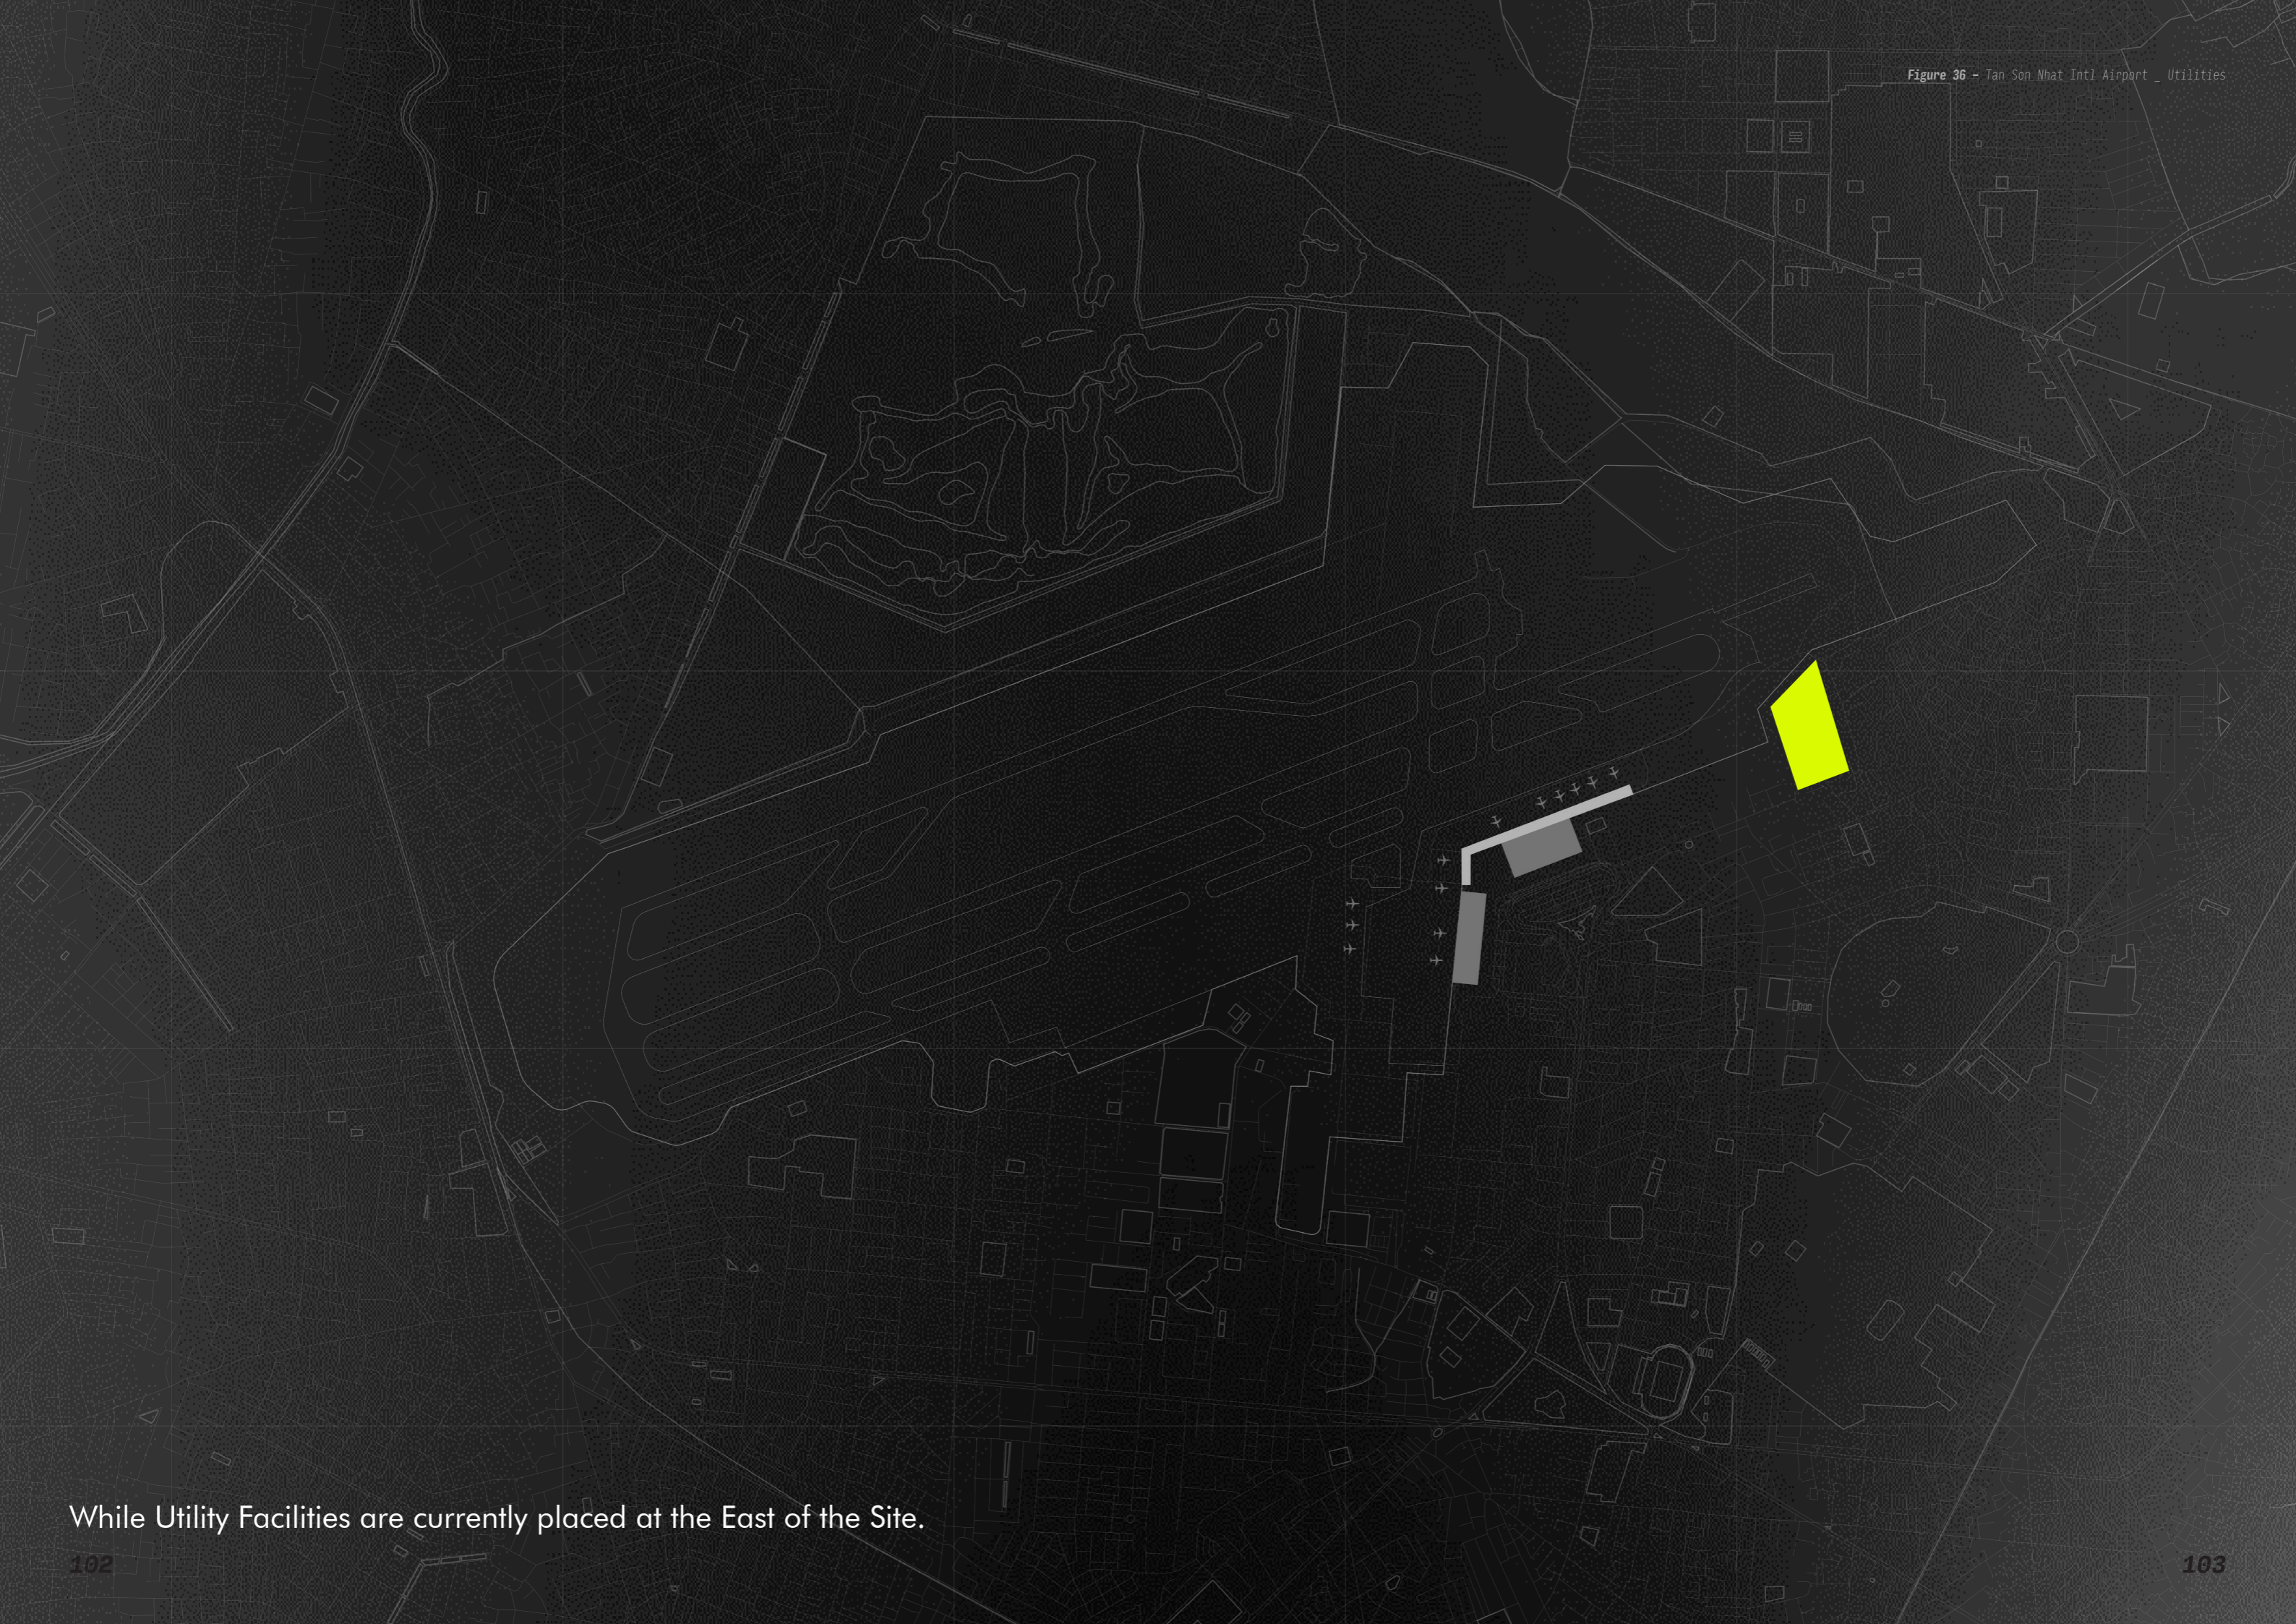 Figure 36 – Tan Son Nhat Intl Airport _ Utilities
While Utility Facilities are currently placed at the East of the Site.
102
103